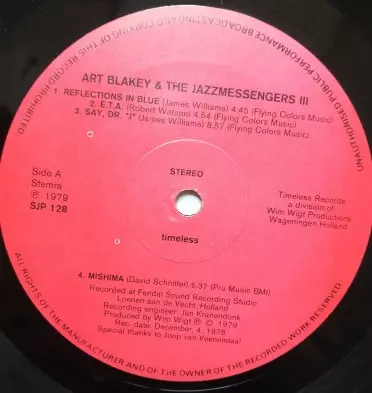 UNAUTHORISED PUBLIC PERFORMANCE BROADCASTING AND COPYING OF THIS RECORD PROHIBITED
ART BLAKEY & THE JAZZMESSENGERS III
1. REFLECTIONS IN BLUE (James Williams) 4:45 (Flying Colors Music)
2. E.T.A. (Robert Watson) 4:54 (Flying Colors Music)
3. SAY, DR. "J" (James Williams) 8:57 (Flying Colors Music)
Side A
Stemra
Ⓟ 1979
SJP 128
STEREO
Timeless Records
a division of
Wim Wigt Productions
Wageningen Holland
timeless
4. MISHIMA (David Schnitter) 6:37 (Pra Music BMI)
Recorded at Fendal Sound Recording Studio
Loenen aan de Vecht, Holland
Recording engineer: Jan Kranendonk
Produced by Wim Wigt Ⓟ © 1979
Rec. date: December 4, 1978
Special thanks to Joop van Veenendaal
ALL RIGHTS OF THE MANUFACTURER AND OF THE OWNER OF THE RECORDED WORK RESERVED